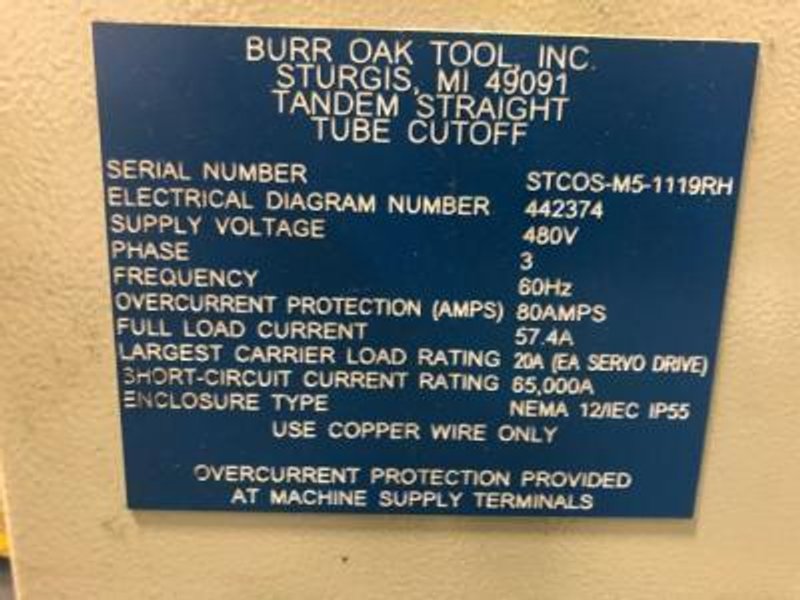 BURR OAK TOOL, INC.
STURGIS, MI 49091
TANDEM STRAIGHT
TUBE CUTOFF
SERIAL NUMBER STCOS-M5-1119RH
ELECTRICAL DIAGRAM NUMBER 442374
SUPPLY VOLTAGE 480V
PHASE 3
FREQUENCY 60Hz
OVERCURRENT PROTECTION (AMPS) 80AMPS
FULL LOAD CURRENT 57.4A
LARGEST CARRIER LOAD RATING 20A (EA SERVO DRIVE)
SHORT-CIRCUIT CURRENT RATING 65,000A
ENCLOSURE TYPE NEMA 12/IEC IP55
USE COPPER WIRE ONLY
OVERCURRENT PROTECTION PROVIDED
AT MACHINE SUPPLY TERMINALS